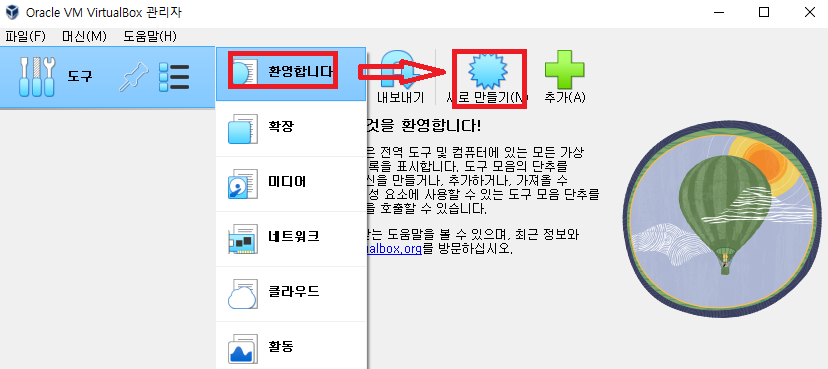 Oracle VM VirtualBox 관리자
파일(F) 머신(M) 도움말(H)
도구
환영합니다
확장
미디어
네트워크
클라우드
활동
내보내기
새로 만들기(N)
추가(A)
것을 환영합니다!
은 전역 도구 및 컴퓨터에 있는 모든 가상
록을 표시합니다. 도구 모음의 단추를
신을 만들거나, 추가하거나, 가져올 수
성 요소에 사용할 수 있는 도구 모음 단추를
을 호출할 수 있습니다.
는 도움말을 볼 수 있으며, 최근 정보와
ualbox.org를 방문하십시오.